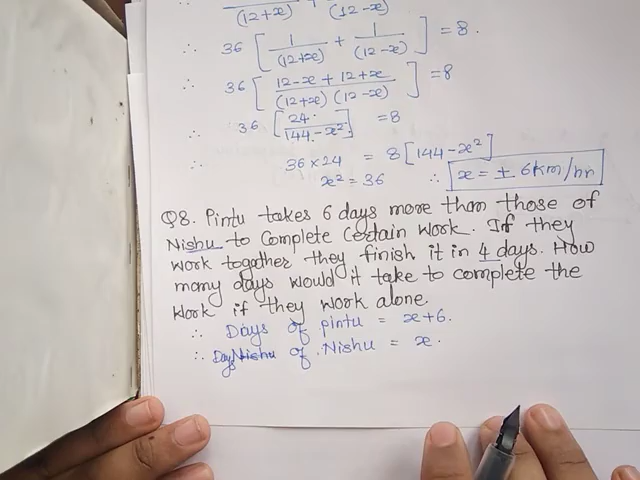 (12+x) + (12-x)
∴ 36 [ 1/(12+x) + 1/(12-x) ] = 8.
∴ 36 [ 12-x + 12+x / (12+x) (12-x) ] = 8
∴ 36 [ 24. / 144-x² ] = 8
∴ 36 × 24 = 8 [144-x²]
x² = 36 ∴ x = ± 6km/hr
Q8. Pintu takes 6 days more than those of
Nishu to complete certain work. If they
work together they finish it in 4 days. How
many days would it take to complete the
work if they work alone.
∴ Days of pintu = x+6.
∴ Days of Nishu = x.